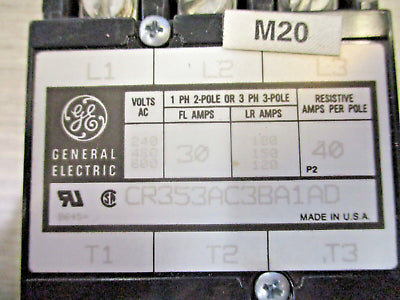 M20
L1 L2 L3
GENERAL
ELECTRIC
VOLTS
AC
1 PH 2-POLE OR 3 PH 3-POLE
FL AMPS LR AMPS
RESISTIVE
AMPS PER POLE
240
480
600
30
180
150
120
40
P2
CR353AC3BA1AD
MADE IN U.S.A.
T1 T2 .T3